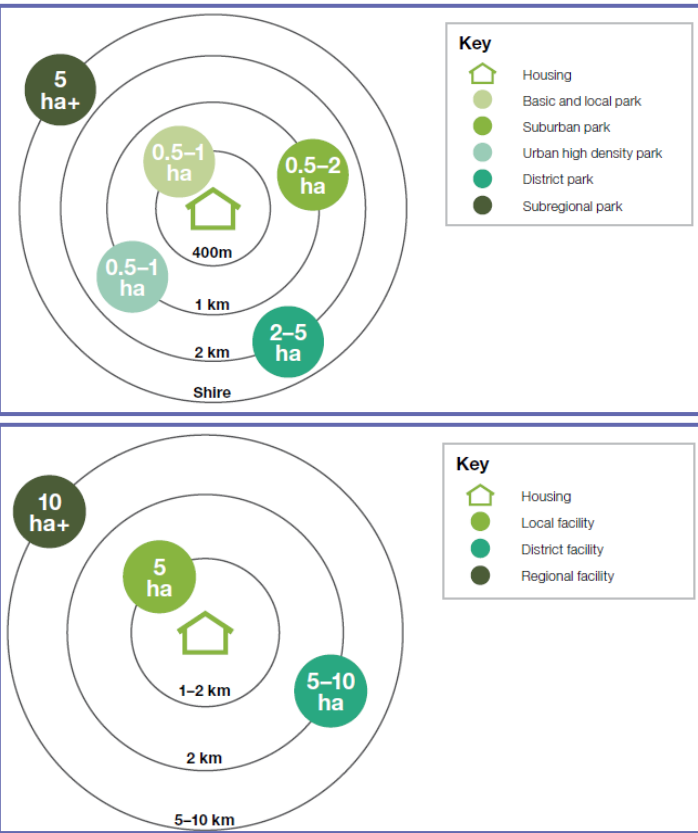 5
ha+
0.5–1
ha
0.5–2
ha
400m
0.5–1
ha
1 km
2–5
ha
2 km
Shire
Key
Housing
Basic and local park
Suburban park
Urban high density park
District park
Subregional park
10
ha+
5
ha
1–2 km
5–10
ha
2 km
5–10 km
Key
Housing
Local facility
District facility
Regional facility